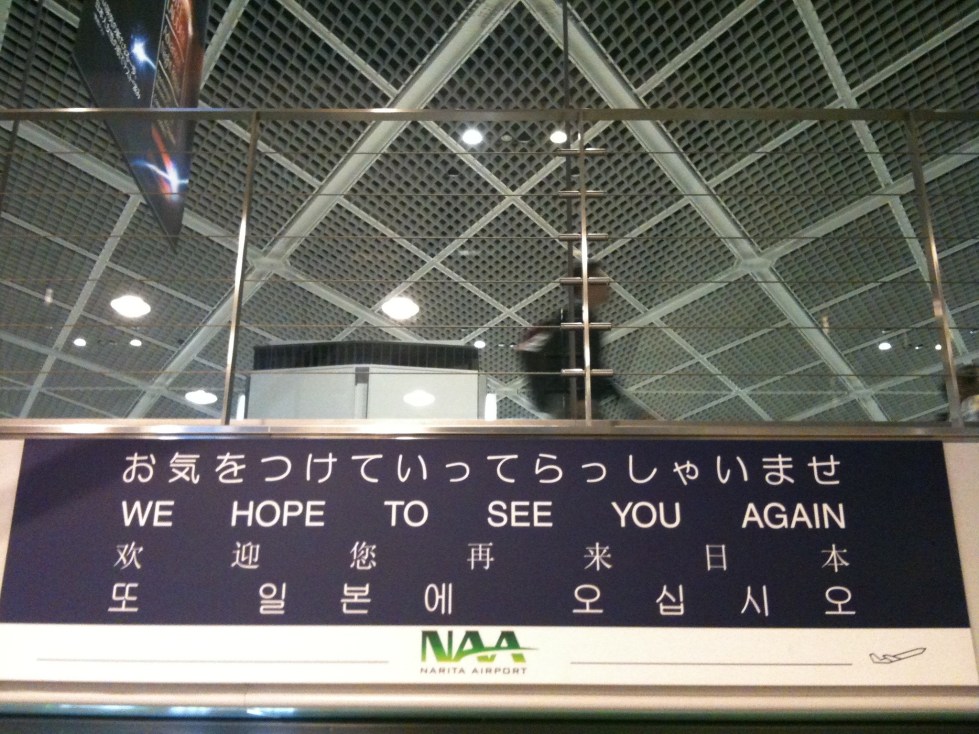 お気をつけていってらっしゃいませ
WE HOPE TO SEE YOU AGAIN
欢迎您再来日本
또 일본에 오십시오
NAA
NARITA AIRPORT